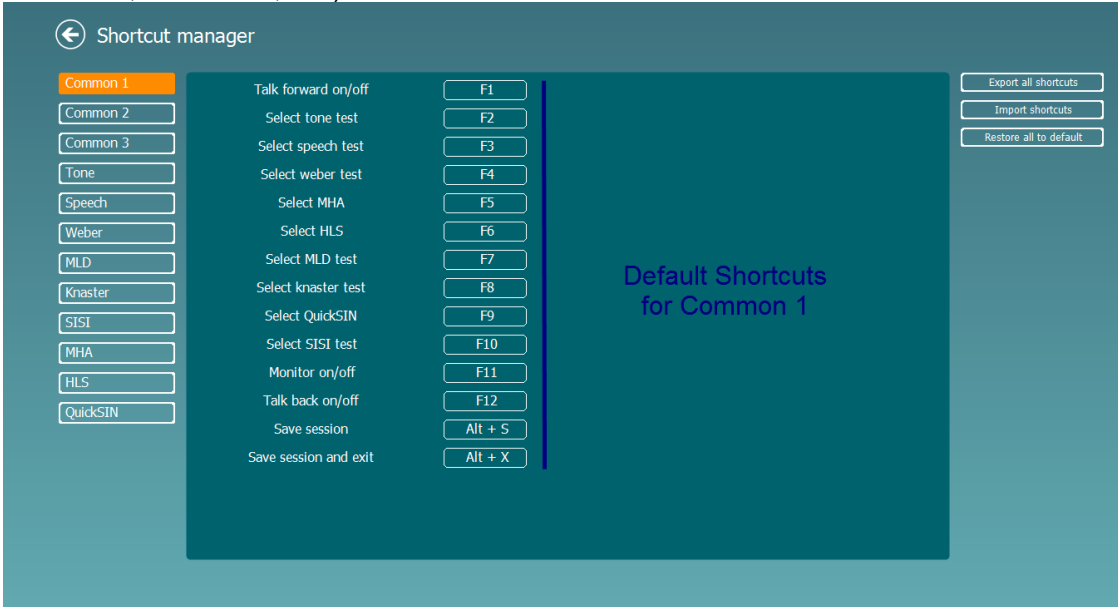 Shortcut manager
Common 1
Common 2
Common 3
Tone
Speech
Weber
MLD
Knaster
SISI
MHA
HLS
QuickSIN
Talk forward on/off F1
Select tone test F2
Select speech test F3
Select weber test F4
Select MHA F5
Select HLS F6
Select MLD test F7
Select knaster test F8
Select QuickSIN F9
Select SISI test F10
Monitor on/off F11
Talk back on/off F12
Save session Alt + S
Save session and exit Alt + X
Default Shortcuts
for Common 1
Export all shortcuts
Import shortcuts
Restore all to default